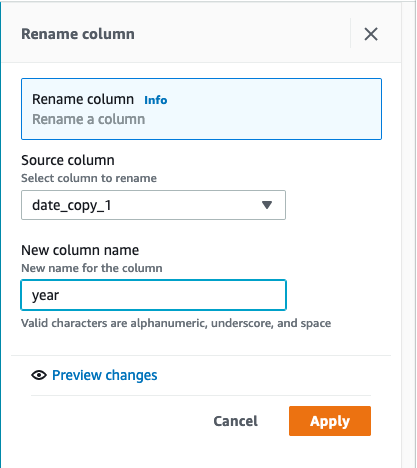 Rename column
Rename column Info
Rename a column
Source column
Select column to rename
date_copy_1
New column name
New name for the column
year
Valid characters are alphanumeric, underscore, and space
Preview changes
Cancel Apply